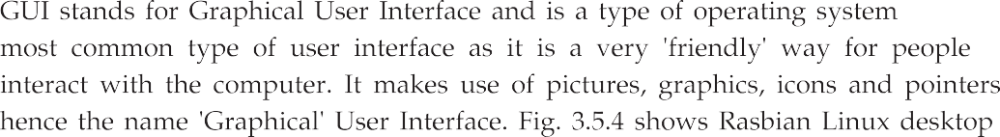 GUI stands for Graphical User Interface and is a type of operating system
most common type of user interface as it is a very 'friendly' way for people
interact with the computer. It makes use of pictures, graphics, icons and pointers
hence the name 'Graphical' User Interface. Fig. 3.5.4 shows Rasbian Linux desktop